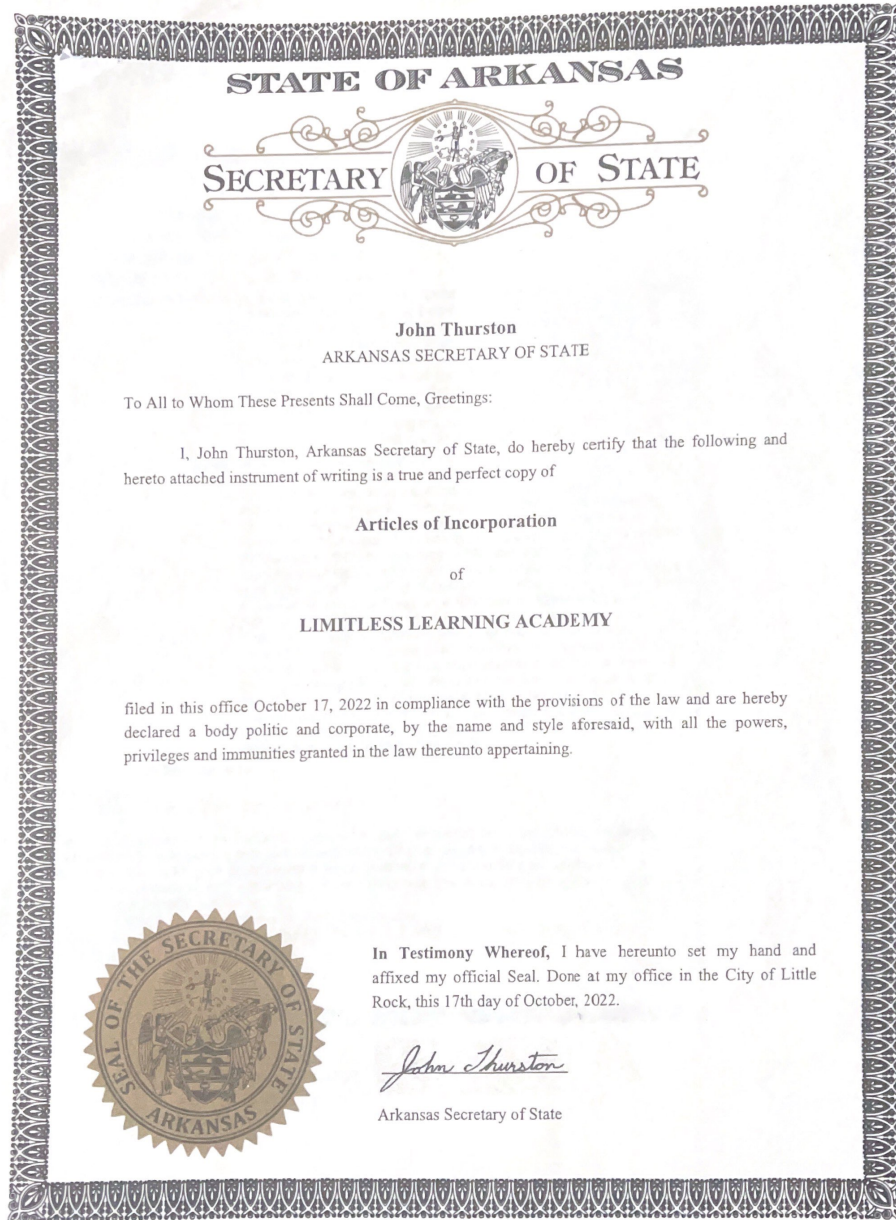 STATE OF ARKANSAS
SECRETARY OF STATE
John Thurston
ARKANSAS SECRETARY OF STATE
To All to Whom These Presents Shall Come, Greetings:
I, John Thurston, Arkansas Secretary of State, do hereby certify that the following and
hereto attached instrument of writing is a true and perfect copy of
Articles of Incorporation
of
LIMITLESS LEARNING ACADEMY
filed in this office October 17, 2022 in compliance with the provisions of the law and are hereby
declared a body politic and corporate, by the name and style aforesaid, with all the powers,
privileges and immunities granted in the law thereunto appertaining.
In Testimony Whereof, I have hereunto set my hand and
affixed my official Seal. Done at my office in the City of Little
Rock, this 17th day of October, 2022.
John Thurston
Arkansas Secretary of State
SEAL OF THE SECRETARY OF STATE
ARKANSAS